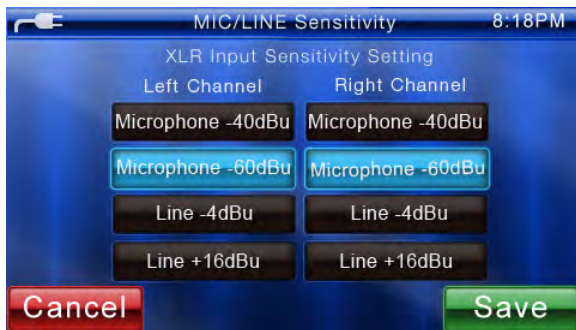 MIC/LINE Sensitivity 8:18PM
XLR Input Sensitivity Setting
Left Channel Right Channel
Microphone -40dBu Microphone -40dBu
Microphone -60dBu Microphone -60dBu
Line -4dBu Line -4dBu
Line +16dBu Line +16dBu
Cancel Save